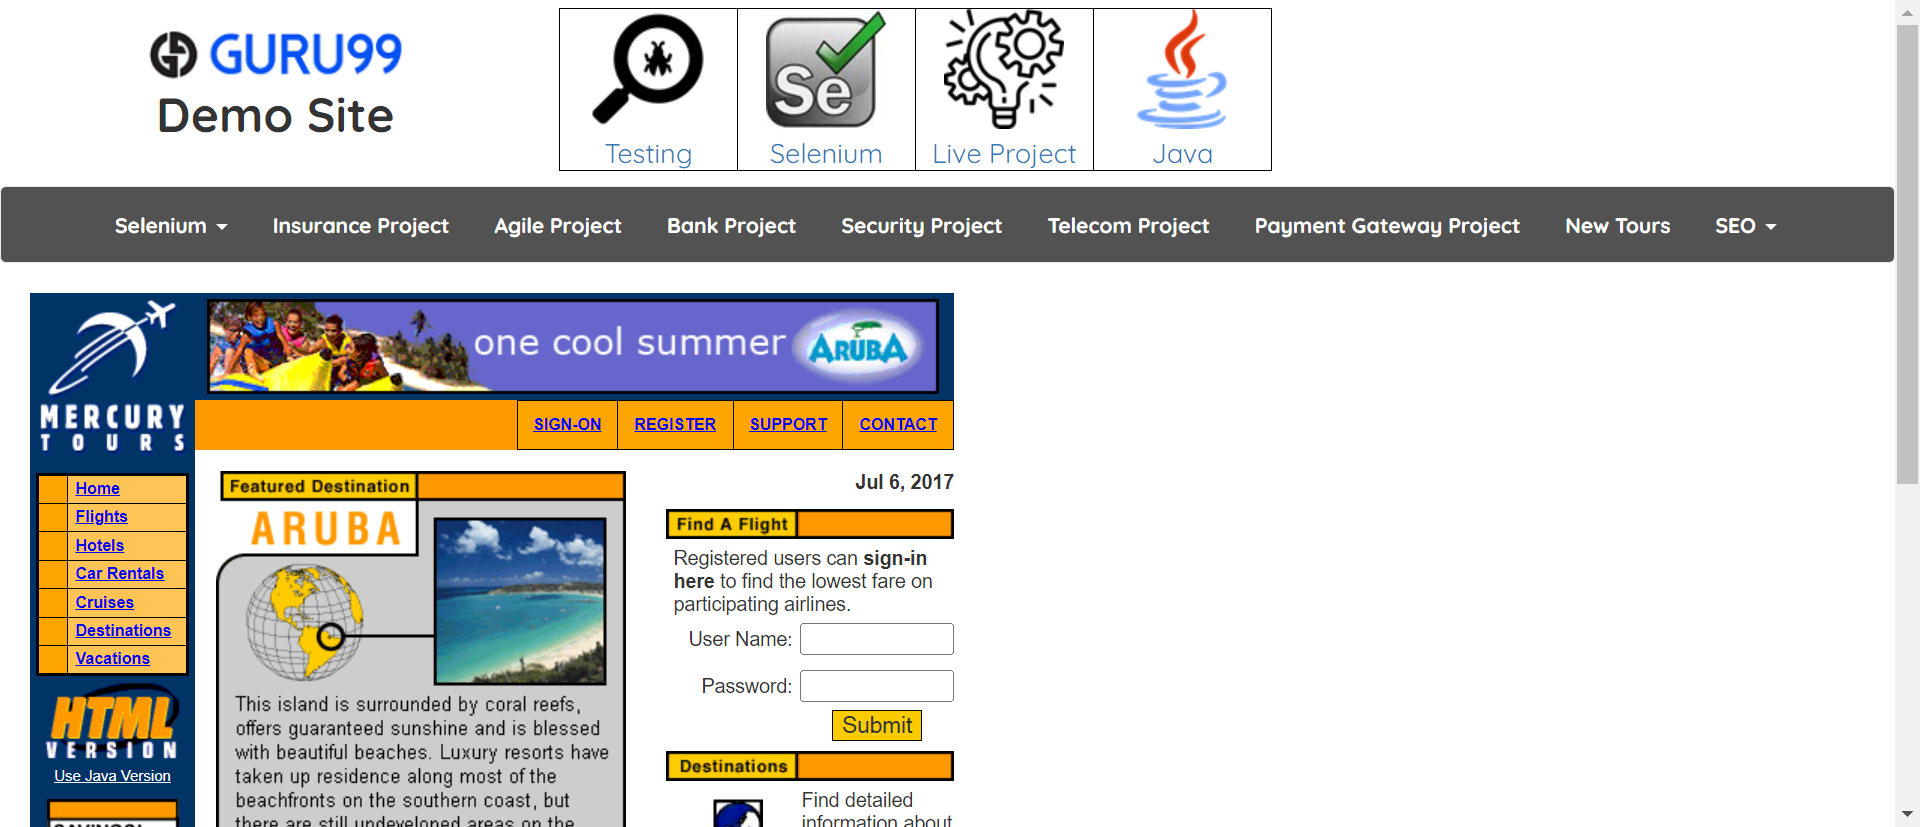 GURU99
Demo Site
Testing
Se
Selenium
Live Project
Java
Selenium
Insurance Project
Agile Project
Bank Project
Security Project
Telecom Project
Payment Gateway Project
New Tours
SEO
one cool summer
ARUBA
MERCURY
TOURS
SIGN-ON
REGISTER
SUPPORT
CONTACT
Home
Flights
Hotels
Car Rentals
Cruises
Destinations
Vacations
HTML
VERSION
Use Java Version
Featured Destination
ARUBA
This island is surrounded by coral reefs,
offers guaranteed sunshine and is blessed
with beautiful beaches. Luxury resorts have
taken up residence along most of the
beachfronts on the southern coast, but
there are still undeveloped areas on the
Jul 6, 2017
Find A Flight
Registered users can sign-in
here to find the lowest fare on
participating airlines.
User Name:
Password:
Submit
Destinations
Find detailed
information about